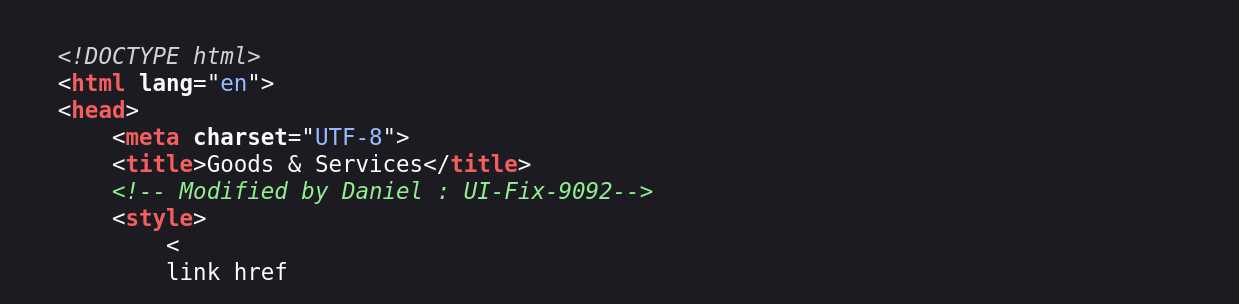 <!DOCTYPE html>
<html lang="en">
<head>
    <meta charset="UTF-8">
    <title>Goods & Services</title>
    <!-- Modified by Daniel : UI-Fix-9092-->
    <style>
        <
        link href